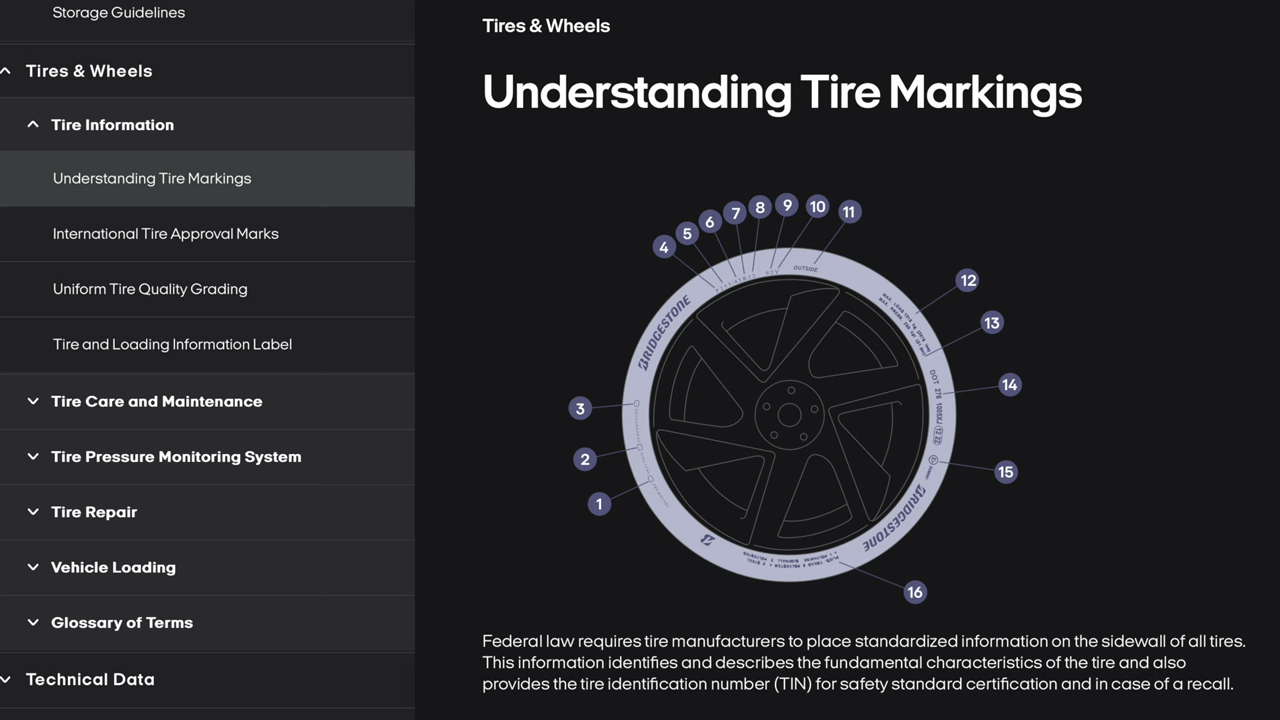 Storage Guidelines
Tires & Wheels
Tire Information
Understanding Tire Markings
International Tire Approval Marks
Uniform Tire Quality Grading
Tire and Loading Information Label
Tire Care and Maintenance
Tire Pressure Monitoring System
Tire Repair
Vehicle Loading
Glossary of Terms
Technical Data
Tires & Wheels
Understanding Tire Markings
4
5
6
7
8
9
10
11
12
13
14
15
16
3
2
1
BRIDGESTONE
OUTSIDE
DOT
BRIDGESTONE
B
Federal law requires tire manufacturers to place standardized information on the sidewall of all tires.
This information identifies and describes the fundamental characteristics of the tire and also
provides the tire identification number (TIN) for safety standard certification and in case of a recall.